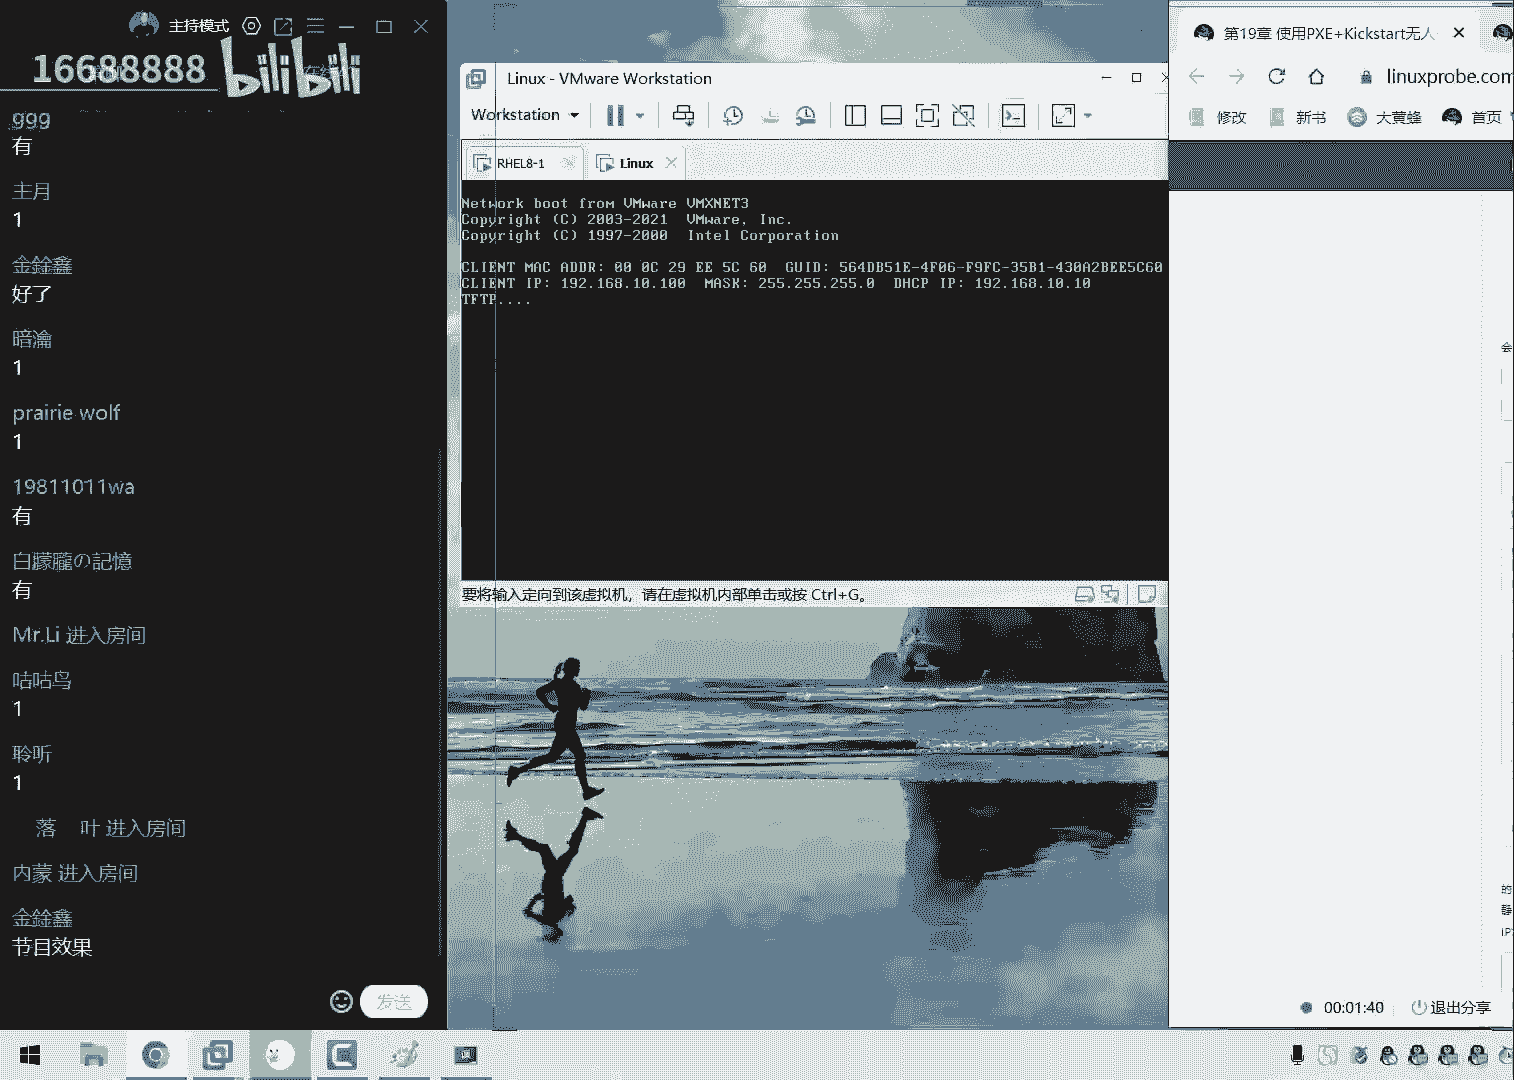 主持模式
16688888
bilibili
999
有
主月
1
金鋒鑫
好了
暗瀹
1
prairie wolf
1
19811011wa
有
白朦朧の記憶
有
Mr.Li 进入房间
咕咕鸟
1
聆听
1
落 叶 进入房间
内蒙 进入房间
金鋒鑫
节目效果
发送
Linux - VMware Workstation
Workstation
RHEL8-1
Linux
Network boot from VMware VMXNET3
Copyright (C) 2003-2021 VMware, Inc.
Copyright (C) 1997-2000 Intel Corporation
CLIENT MAC ADDR: 00 0C 29 EE 5C 60 GUID: 564DB51E-4F06-F9FC-35B1-430A2BEE5C60
CLIENT IP: 192.168.10.100 MASK: 255.255.255.0 DHCP IP: 192.168.10.10
TFTP....
要将输入定向到该虚拟机，请在虚拟机内部单击或按 Ctrl+G。
第19章 使用PXE+Kickstart无人
linuxprobe.com
修改 新书 大黄蜂 首页
会
的
静
IP
00:01:40 退出分享